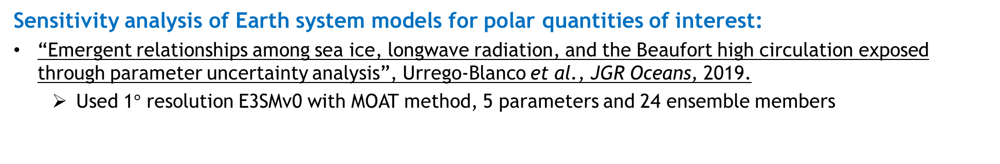 Sensitivity analysis of Earth system models for polar quantities of interest:
• “Emergent relationships among sea ice, longwave radiation, and the Beaufort high circulation exposed
through parameter uncertainty analysis”, Urrego-Blanco et al., JGR Oceans, 2019.
➢ Used 1° resolution E3SMv0 with MOAT method, 5 parameters and 24 ensemble members